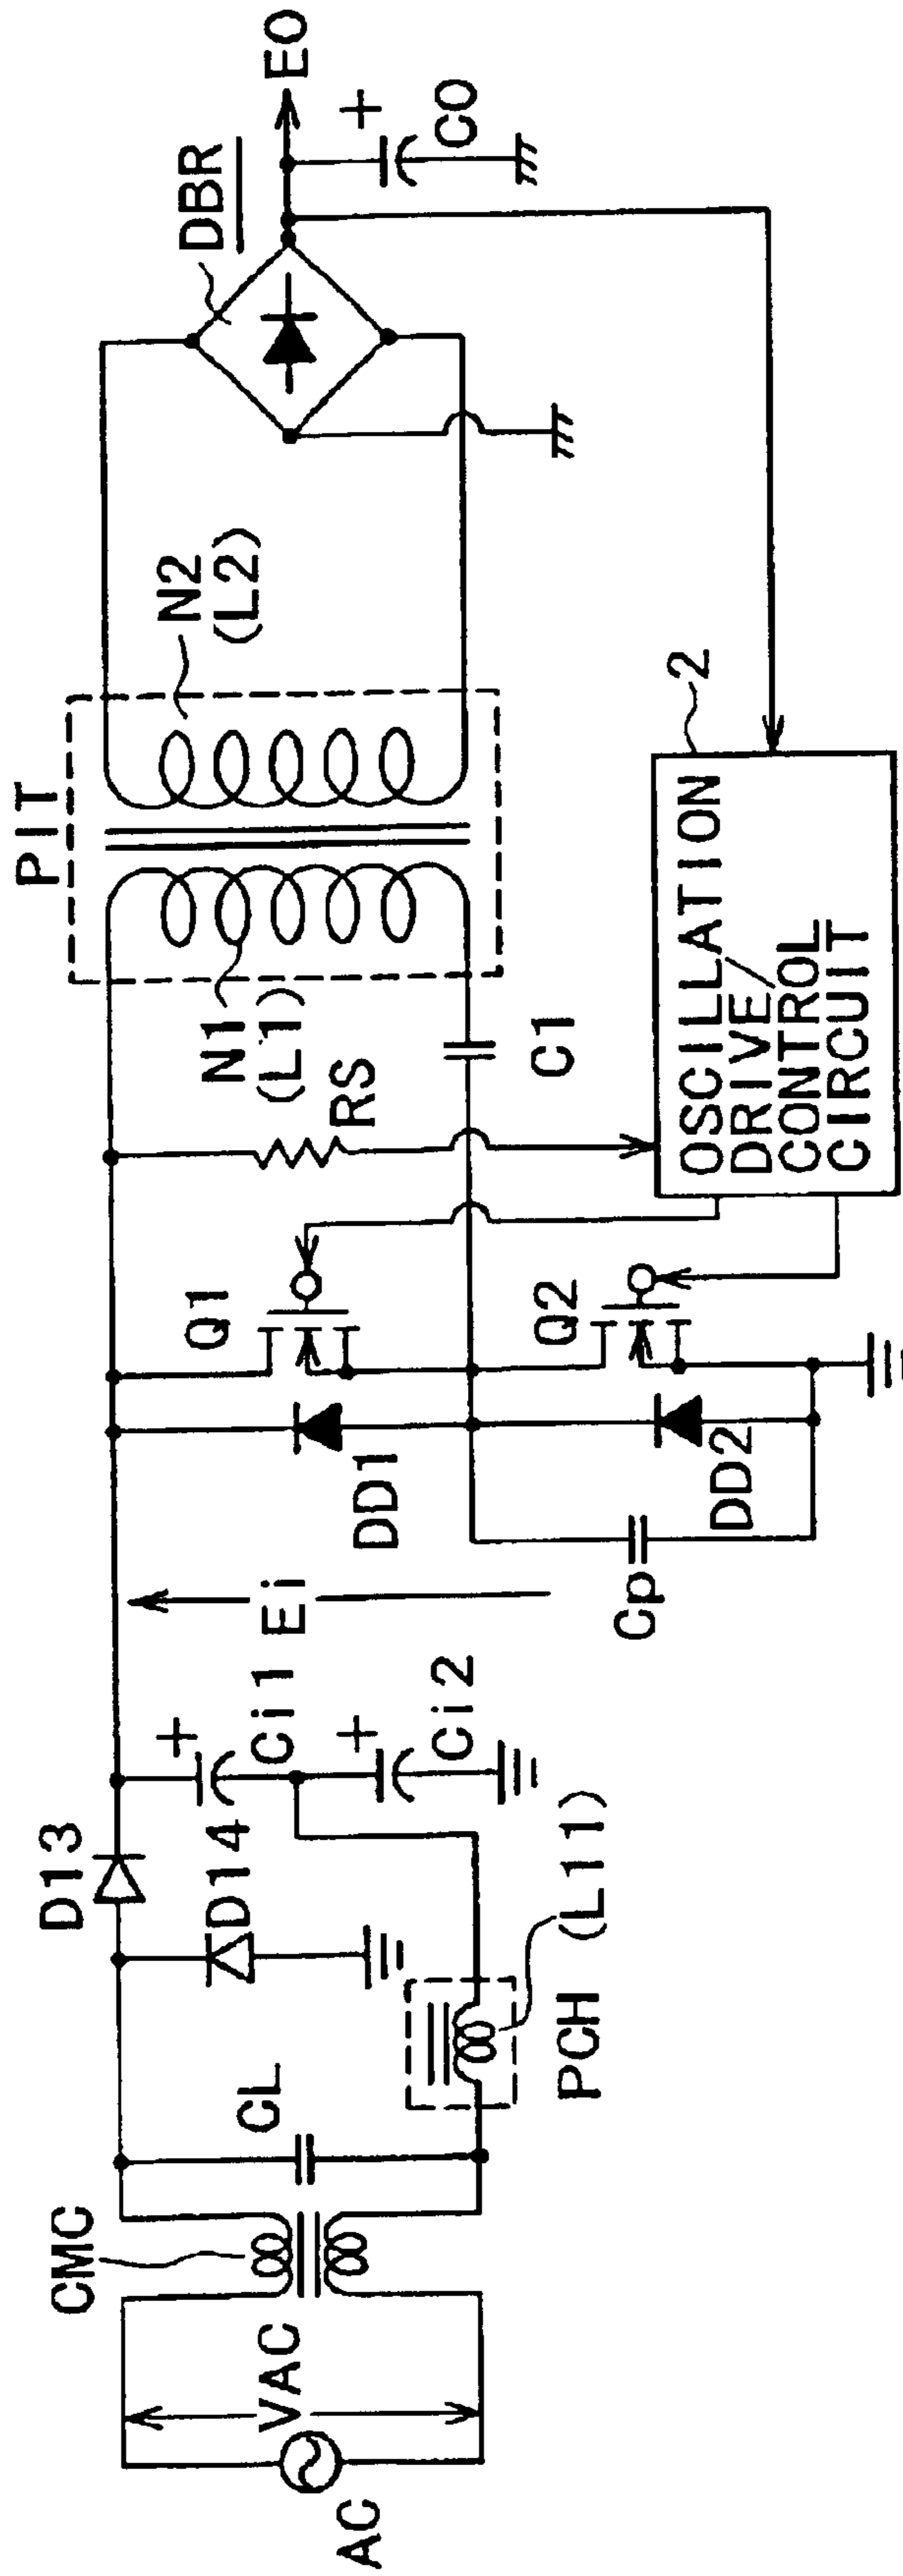 AC
VAC
CMC
CL
D13
D14
PCH
(L11)
Ci1
+
Ci2
+
Ei
Cp
DD1
DD2
Q1
Q2
RS
C1
N1
(L1)
PIT
N2
(L2)
OSCILLATION
DRIVE/
CONTROL
CIRCUIT
2
DBR
CO
+
EO